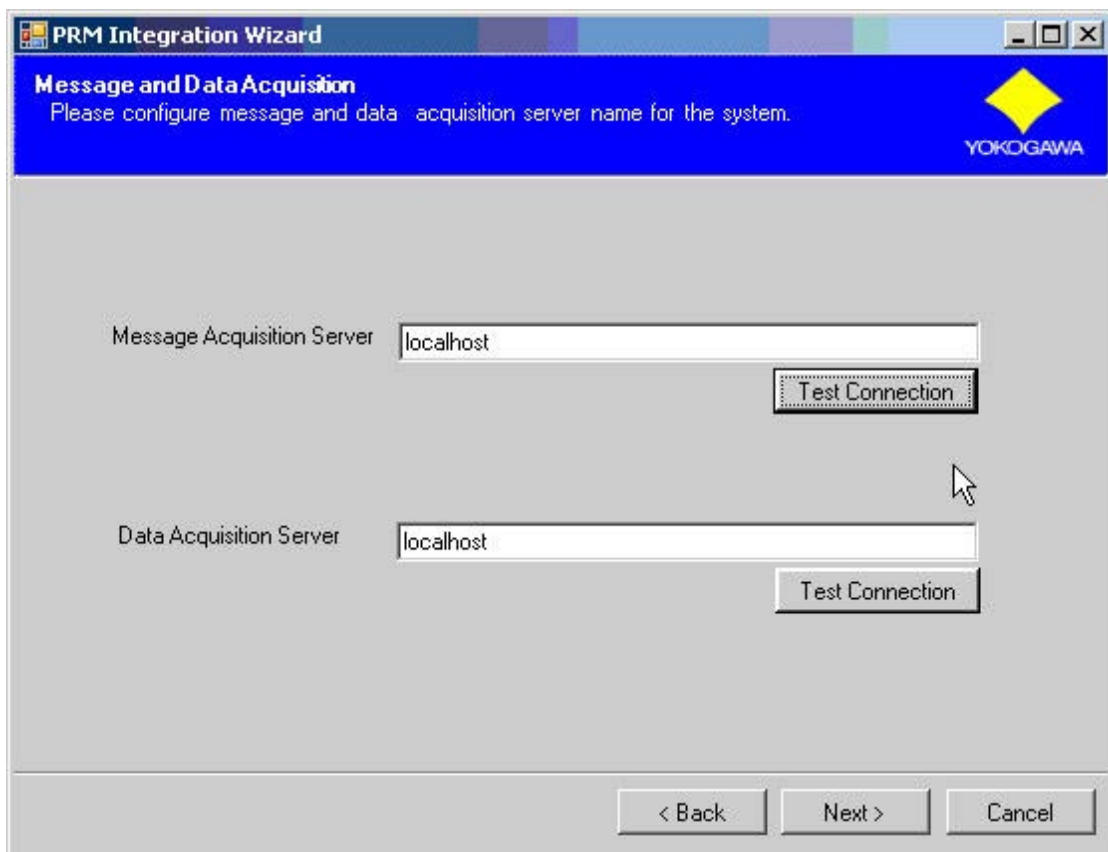 PRM Integration Wizard
Message and Data Acquisition
Please configure message and data acquisition server name for the system.
YOKOGAWA
Message Acquisition Server
localhost
Test Connection
Data Acquisition Server
localhost
Test Connection
< Back
Next >
Cancel